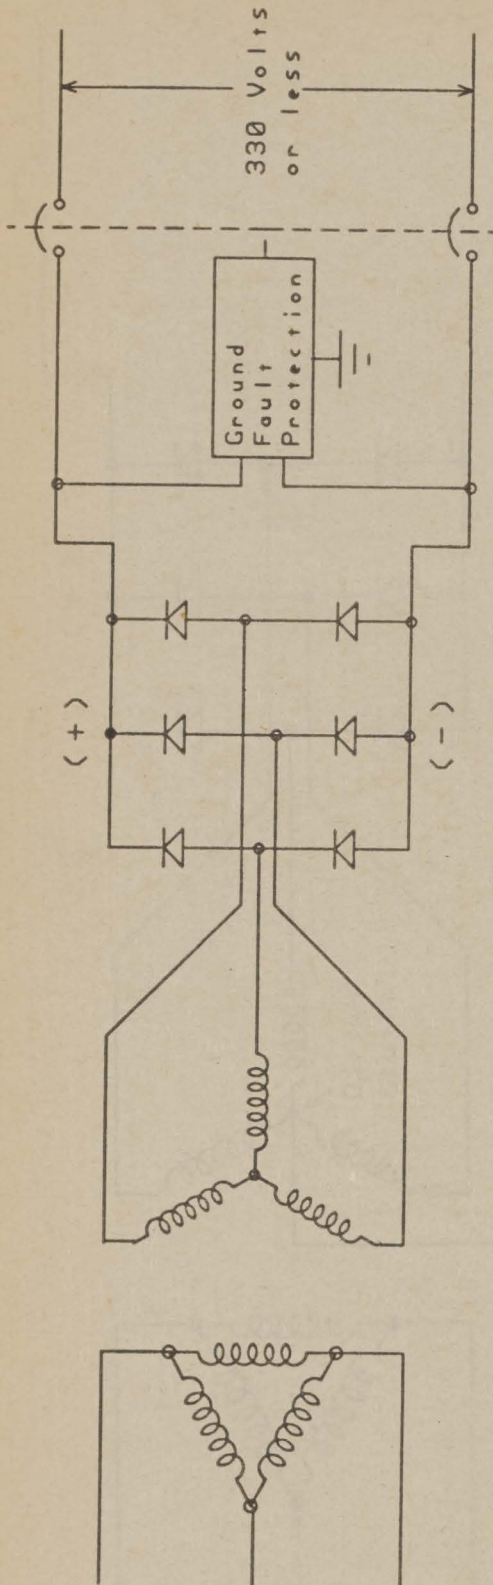 330 Volts
or less
Ground
Fault
Protection
(+)
(-)